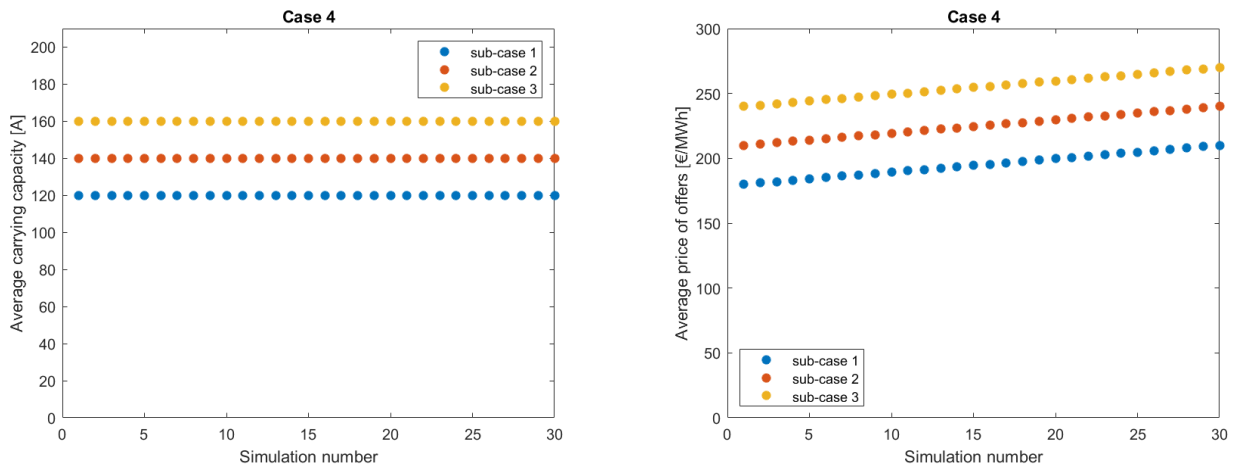 Case 4
200
180
160
140
120
100
80
60
40
20
0
Average carrying capacity [A]
sub-case 1
sub-case 2
sub-case 3
0 5 10 15 20 25 30
Simulation number
Case 4
300
250
200
150
100
50
0
Average price of offers [€/MWh]
sub-case 1
sub-case 2
sub-case 3
0 5 10 15 20 25 30
Simulation number